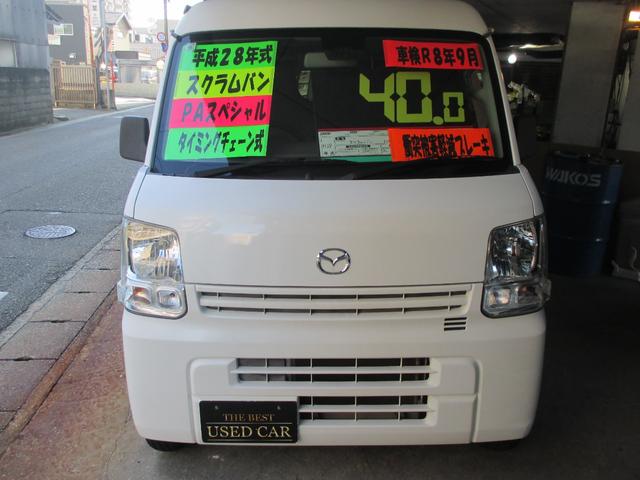 平成28年式
スクラムバン
PAスペシャル
タイミングチェーン式
車検R8年9月
40.0
衝突被害軽減ブレーキ
WAKO'S
THE BEST
USED CAR